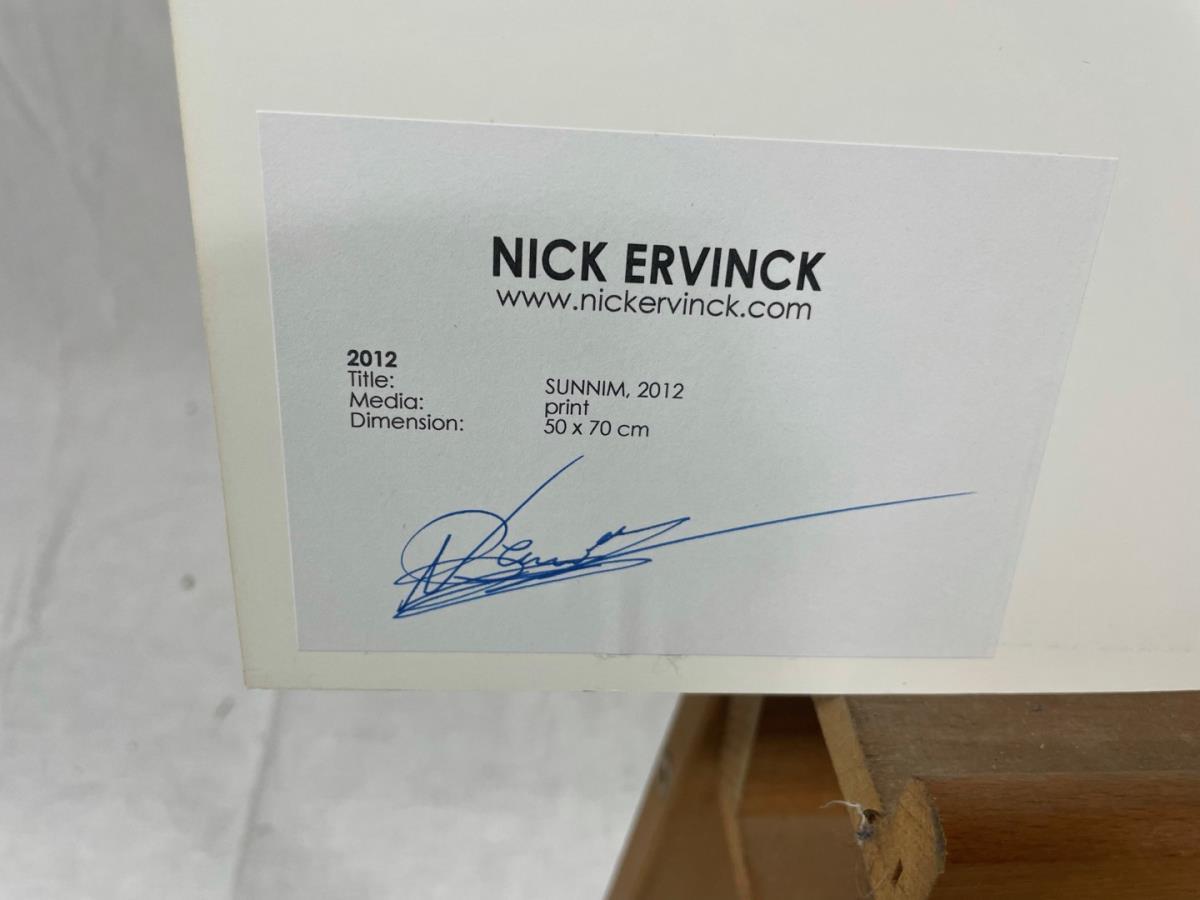 NICK ERVINCK
www.nickervinck.com
2012
Title: SUNNIM, 2012
Media: print
Dimension: 50 x 70 cm